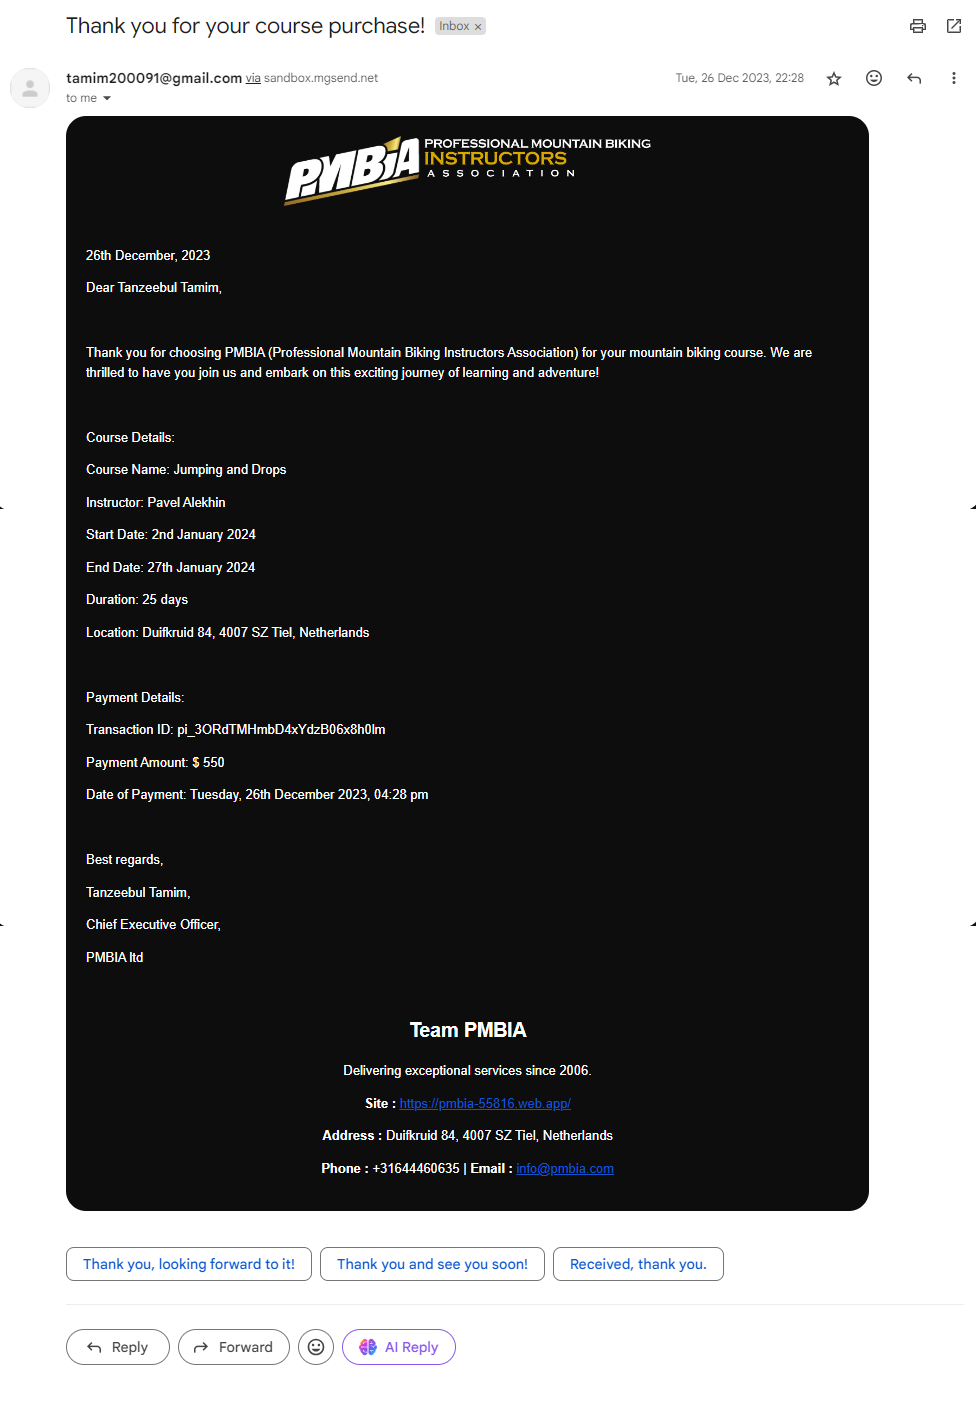 Thank you for your course purchase! Inbox ×
tamim200091@gmail.com via sandbox.mgsend.net Tue, 26 Dec 2023, 22:28
to me
PMBIA PROFESSIONAL MOUNTAIN BIKING
INSTRUCTORS
ASSOCIATION
26th December, 2023
Dear Tanzeebul Tamim,
Thank you for choosing PMBIA (Professional Mountain Biking Instructors Association) for your mountain biking course. We are
thrilled to have you join us and embark on this exciting journey of learning and adventure!
Course Details:
Course Name: Jumping and Drops
Instructor: Pavel Alekhin
Start Date: 2nd January 2024
End Date: 27th January 2024
Duration: 25 days
Location: Duifkruid 84, 4007 SZ Tiel, Netherlands
Payment Details:
Transaction ID: pi_3ORdTMHmbD4xYdzB06x8h0lm
Payment Amount: $ 550
Date of Payment: Tuesday, 26th December 2023, 04:28 pm
Best regards,
Tanzeebul Tamim,
Chief Executive Officer,
PMBIA ltd
Team PMBIA
Delivering exceptional services since 2006.
Site : https://pmbia-55816.web.app/
Address : Duifkruid 84, 4007 SZ Tiel, Netherlands
Phone : +31644460635 | Email : info@pmbia.com
Thank you, looking forward to it! Thank you and see you soon! Received, thank you.
Reply Forward AI Reply